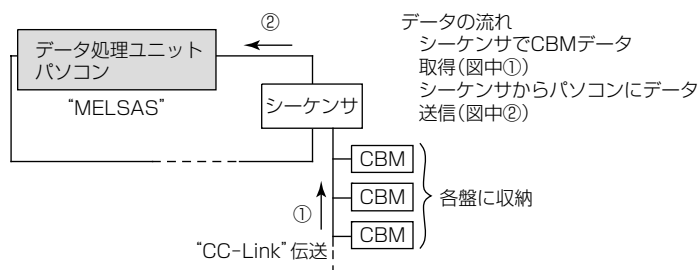 ②
データ処理ユニット
パソコン
“MELSAS”
シーケンサ
データの流れ
シーケンサでCBMデータ
取得(図中①)
シーケンサからパソコンにデータ
送信(図中②)
CBM
CBM
CBM
各盤に収納
①
“CC-Link”伝送